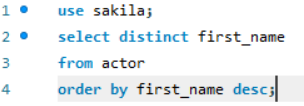 1 use sakila;
2 select distinct first_name
3 from actor
4 order by first_name desc;